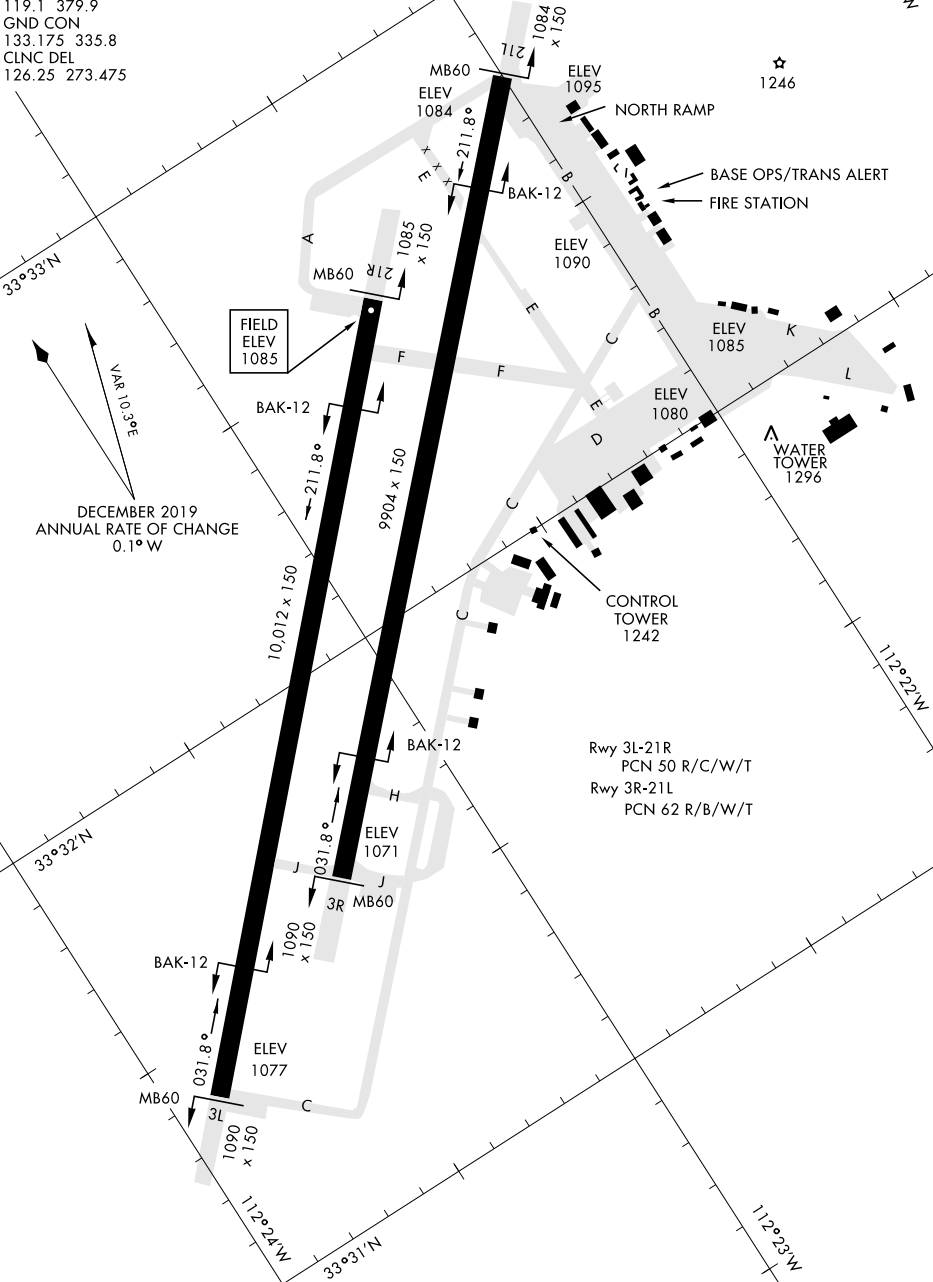 119.1 379.9
GND CON
133.175 335.8
CLNC DEL
126.25 273.475
W
1084
x 150
21L
MB60
ELEV
1084
ELEV
1095
NORTH RAMP
1246
211.8°
x x x
E
B
BAK-12
BASE OPS/TRANS ALERT
FIRE STATION
A
1085
x 150
21R
MB60
ELEV
1090
33°33'N
FIELD
ELEV
1085
E
C
B
ELEV
1085
K
L
VAR 10.3°E
F
F
BAK-12
E
D
ELEV
1080
WATER
TOWER
1296
211.8°
9904 x 150
C
DECEMBER 2019
ANNUAL RATE OF CHANGE
0.1° W
10,012 x 150
C
CONTROL
TOWER
1242
112°22'W
BAK-12
Rwy 3L-21R
PCN 50 R/C/W/T
Rwy 3R-21L
PCN 62 R/B/W/T
H
33°32'N
031.8°
ELEV
1071
J
J
3R
MB60
1090
x 150
BAK-12
031.8°
ELEV
1077
MB60
3L
C
1090
x 150
112°24'W
33°31'N
112°23'W